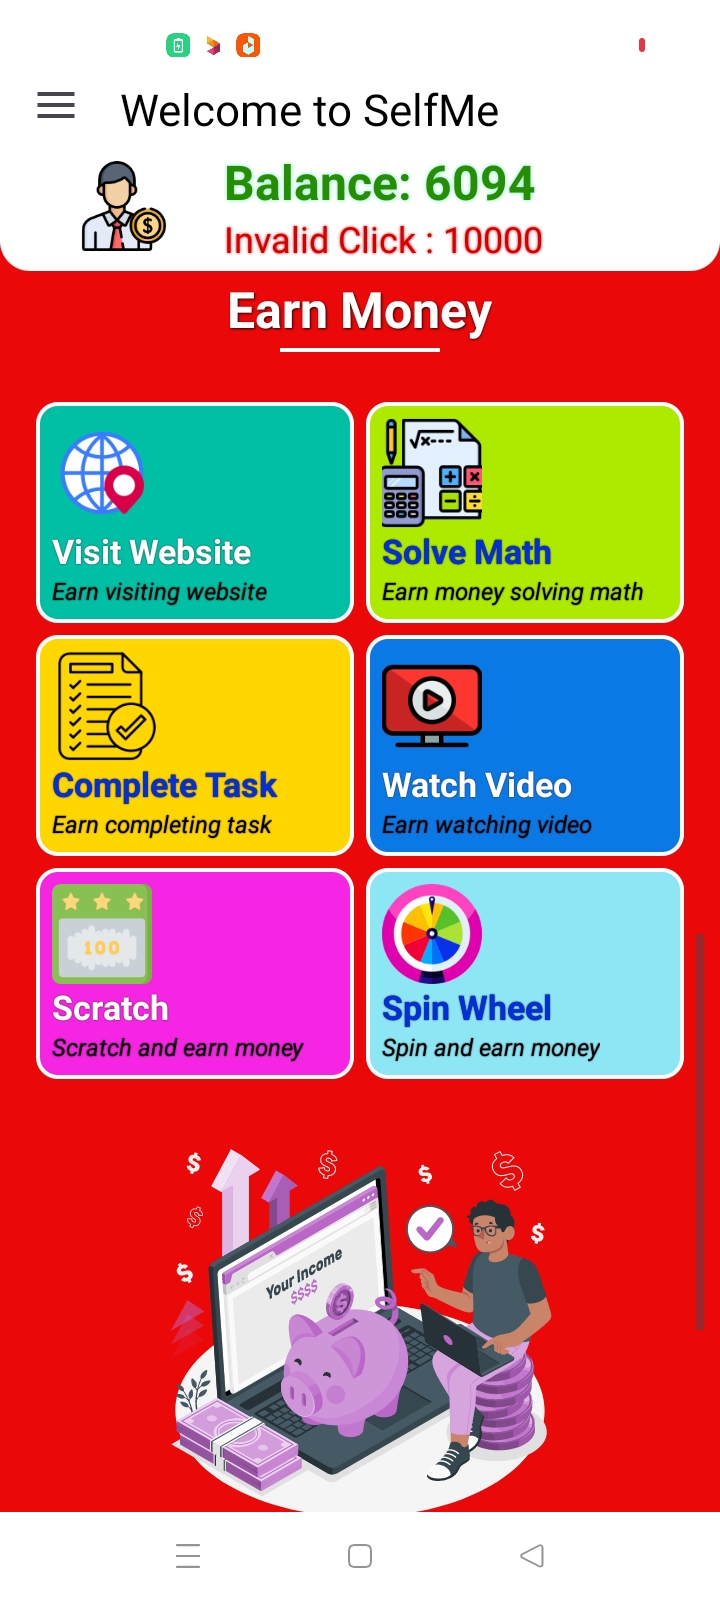 Welcome to SelfMe
Balance: 6094
Invalid Click : 10000
Earn Money
Visit Website
Earn visiting website
√x---
Solve Math
Earn money solving math
Complete Task
Earn completing task
Watch Video
Earn watching video
100
Scratch
Scratch and earn money
Spin Wheel
Spin and earn money
Your Income
$$$$